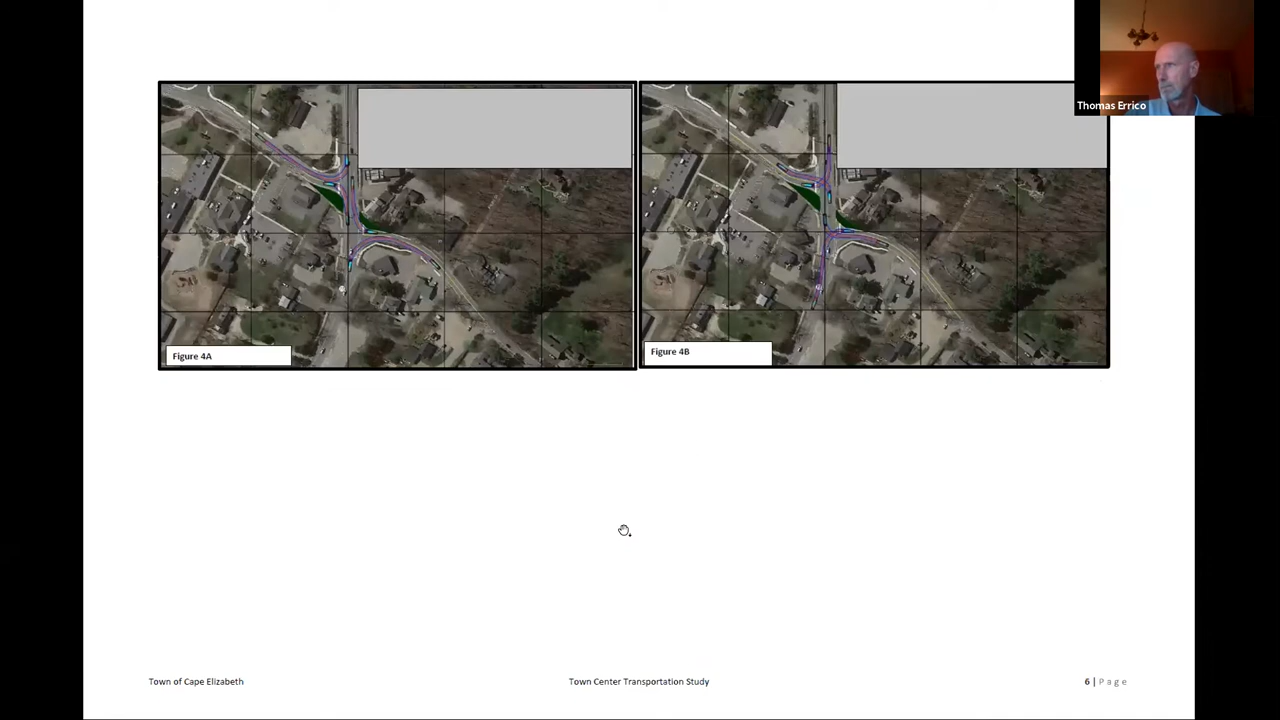 Thomas Errico
Figure 4A
Figure 4B
Town of Cape Elizabeth
Town Center Transportation Study
6 | Page